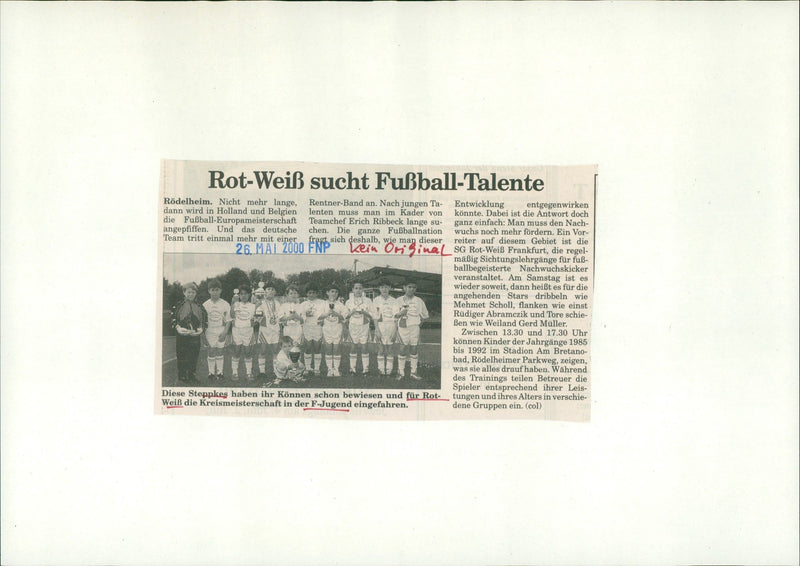 Rot-Weiß sucht Fußball-Talente
Rödelheim. Nicht mehr lange,
dann wird in Holland und Belgien
die Fußball-Europameisterschaft
angepfiffen. Und das deutsche
Team tritt einmal mehr mit einer
Rentner-Band an. Nach jungen Ta-
lenten muss man im Kader von
Teamchef Erich Ribbeck lange su-
chen. Die ganze Fußballnation
fragt sich deshalb, wie man dieser
Entwicklung entgegenwirken
könnte. Dabei ist die Antwort doch
ganz einfach: Man muss den Nach-
wuchs noch mehr fördern. Ein Vor-
reiter auf diesem Gebiet ist die
SG Rot-Weiß Frankfurt, die regel-
mäßig Sichtungslehrgänge für fuß-
ballbegeisterte Nachwuchskicker
veranstaltet. Am Samstag ist es
wieder soweit, dann heißt es für die
angehenden Stars dribbeln wie
Mehmet Scholl, flanken wie einst
Rüdiger Abramczik und Tore schie-
ßen wie Weiland Gerd Müller.
Zwischen 13.30 und 17.30 Uhr
können Kinder der Jahrgänge 1985
bis 1992 im Stadion Am Brentano-
bad, Rödelheimer Parkweg, zeigen,
was sie alles drauf haben. Während
des Trainings teilen Betreuer die
Spieler entsprechend ihrer Leis-
tungen und ihres Alters in verschie-
dene Gruppen ein. (col)
26. MAI 2000 FNP
kein Original
Diese Steppkes haben ihr Können schon bewiesen und für Rot-
Weiß die Kreismeisterschaft in der F-Jugend eingefahren.